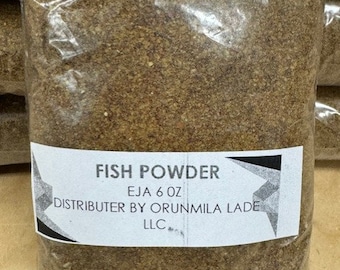 FISH POWDER
EJA 6 OZ
DISTRIBUTER BY ORUNMILA LADE
LLC